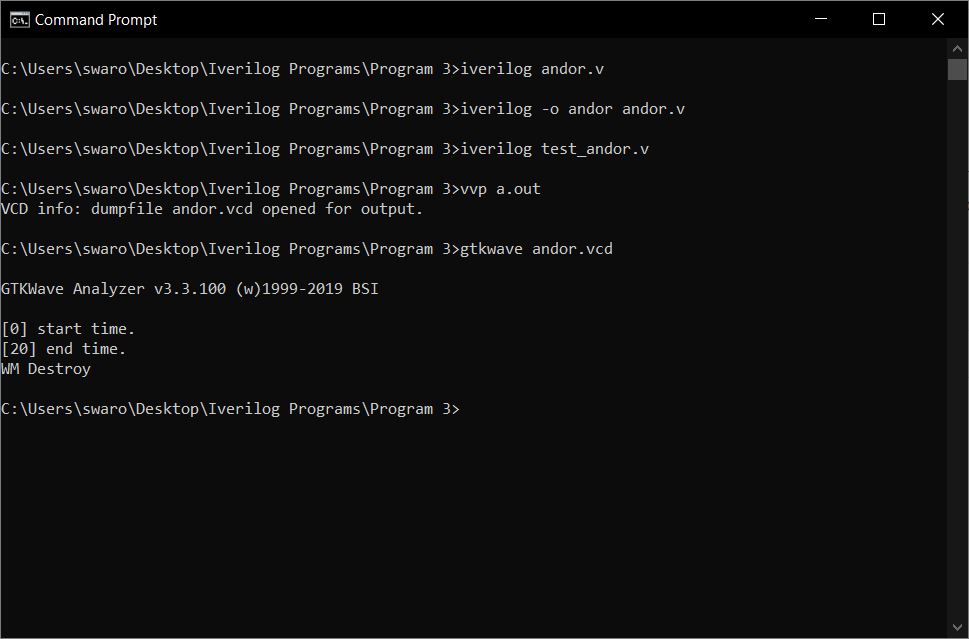 Command Prompt
C:\Users\swaro\Desktop\Iverilog Programs\Program 3>iverilog andor.v
C:\Users\swaro\Desktop\Iverilog Programs\Program 3>iverilog -o andor andor.v
C:\Users\swaro\Desktop\Iverilog Programs\Program 3>iverilog test_andor.v
C:\Users\swaro\Desktop\Iverilog Programs\Program 3>vvp a.out
VCD info: dumpfile andor.vcd opened for output.
C:\Users\swaro\Desktop\Iverilog Programs\Program 3>gtkwave andor.vcd
GTKWave Analyzer v3.3.100 (w)1999-2019 BSI
[0] start time.
[20] end time.
WM Destroy
C:\Users\swaro\Desktop\Iverilog Programs\Program 3>